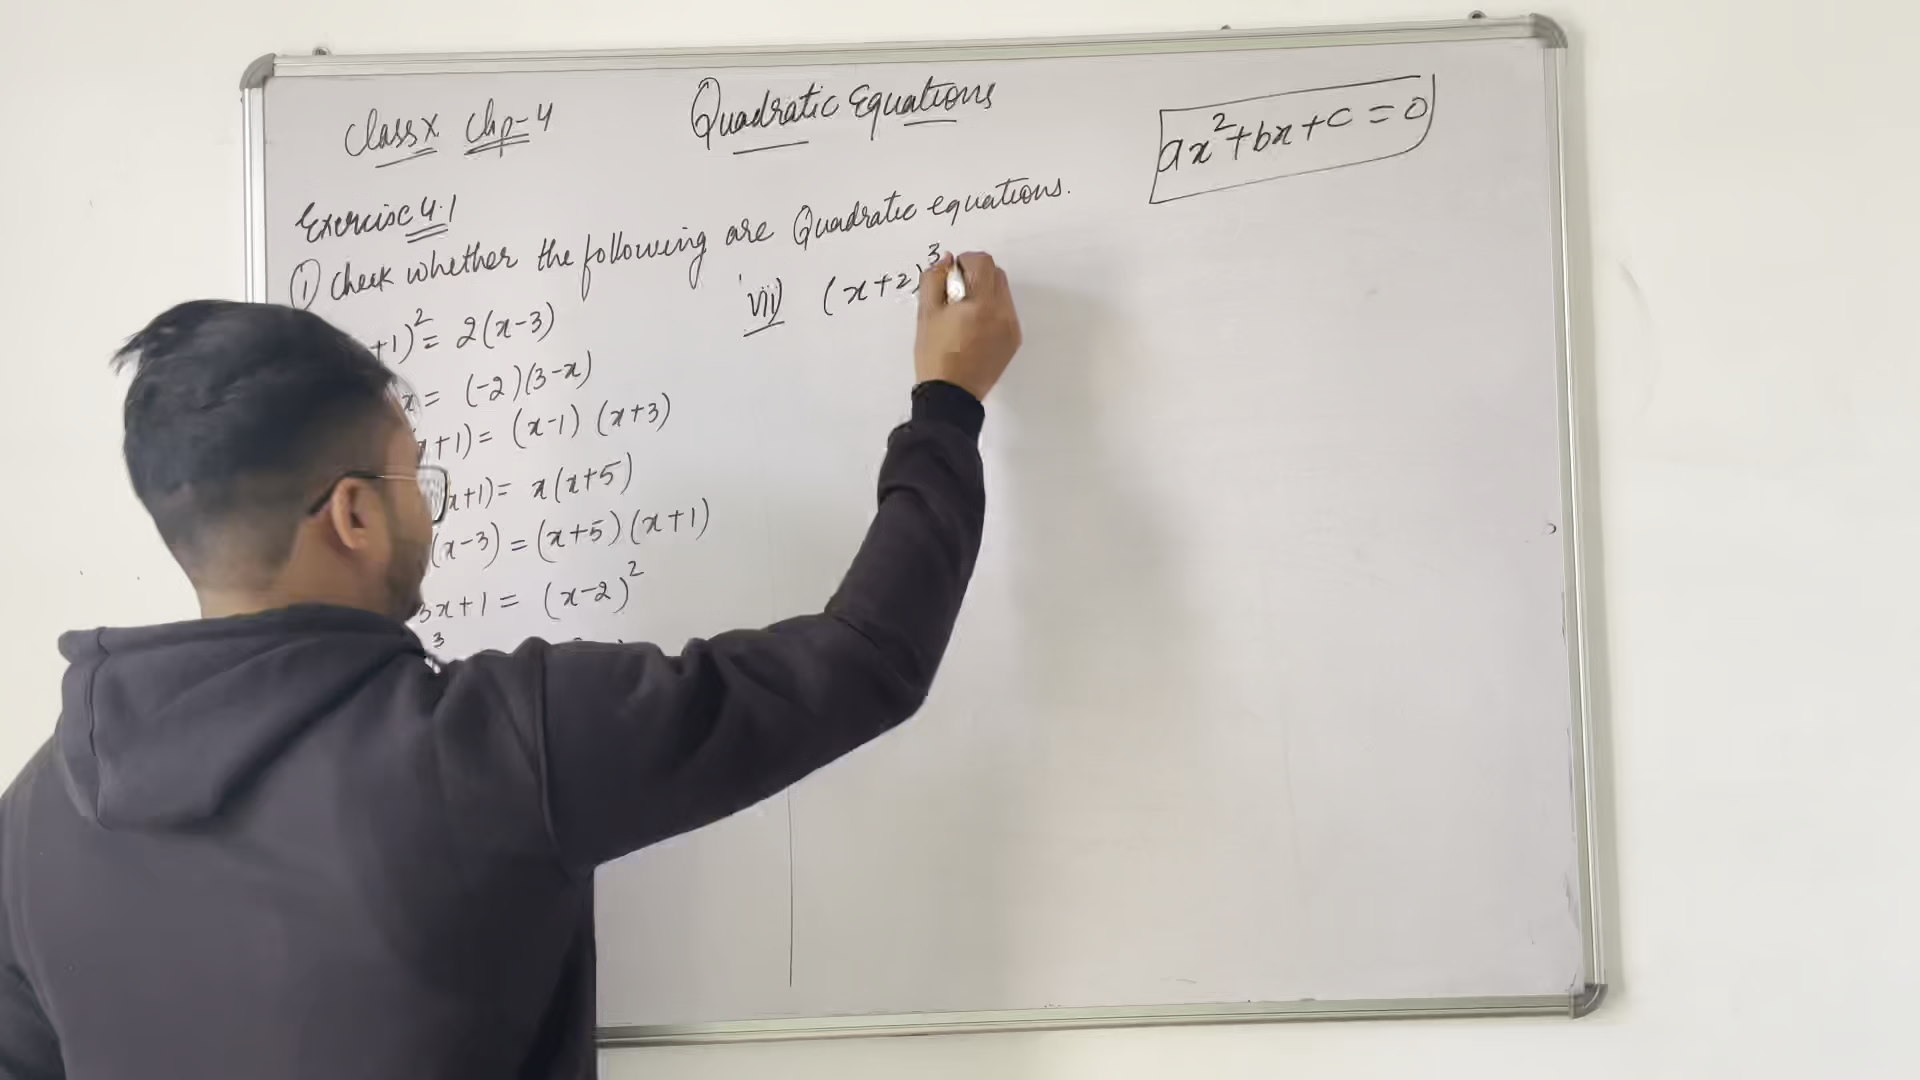 Class X Chp-4
Quadratic Equations
ax²+bx+c=0
Exercise 4.1
① Check whether the following are Quadratic equations.
+1)² = 2(x-3)
x = (-2)(3-x)
x+1) = (x-1) (x+3)
x+1) = x(x+5)
(x-3) = (x+5)(x+1)
3x+1 = (x-2)²
3
vii) (x+2)³